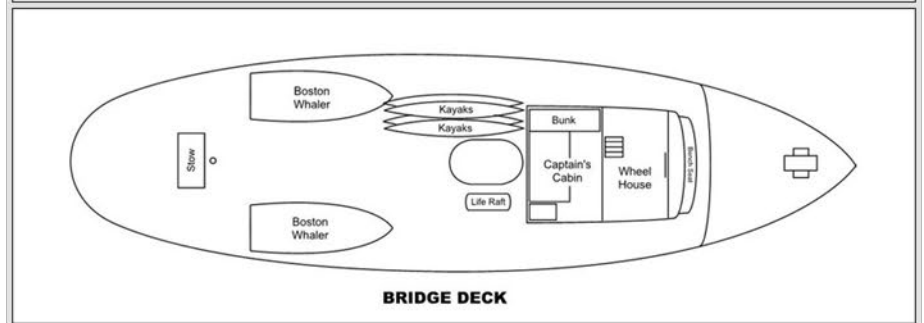 Boston
Whaler
Kayaks
Kayaks
Bunk
Stow
Captain's
Cabin
Wheel
House
Bench Seat
Life Raft
Boston
Whaler
BRIDGE DECK